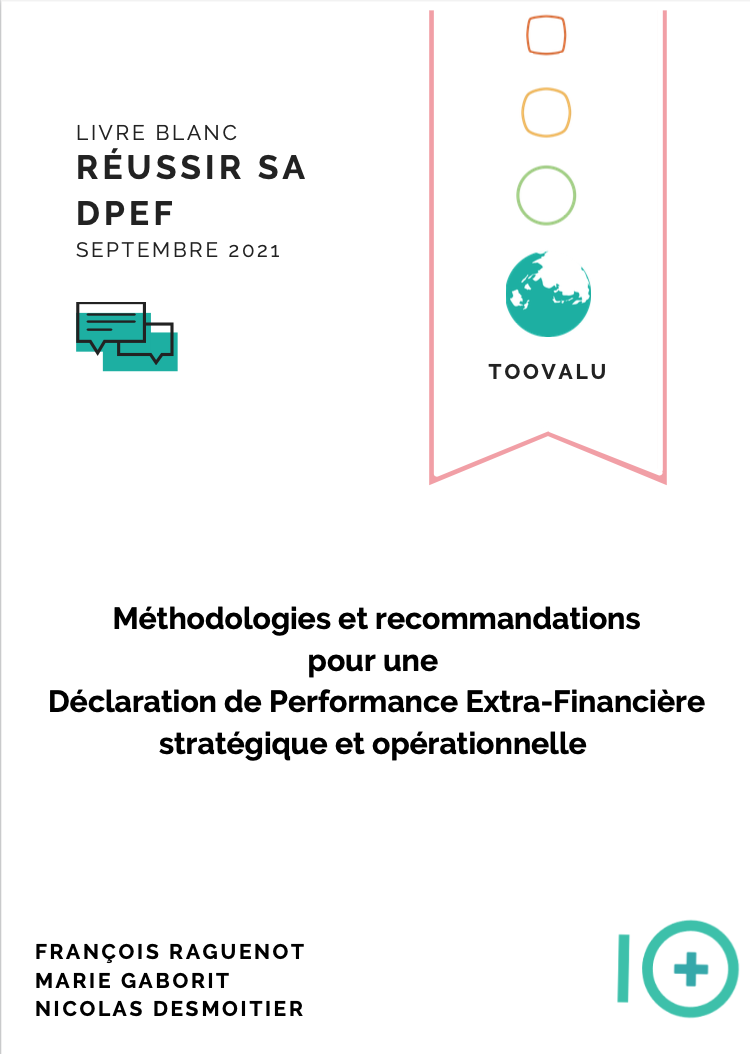 LIVRE BLANC
RÉUSSIR SA
DPEF
SEPTEMBRE 2021
TOOVALU
Méthodologies et recommandations
pour une
Déclaration de Performance Extra-Financière
stratégique et opérationnelle
FRANÇOIS RAGUENOT
MARIE GABORIT
NICOLAS DESMOITIER
10+